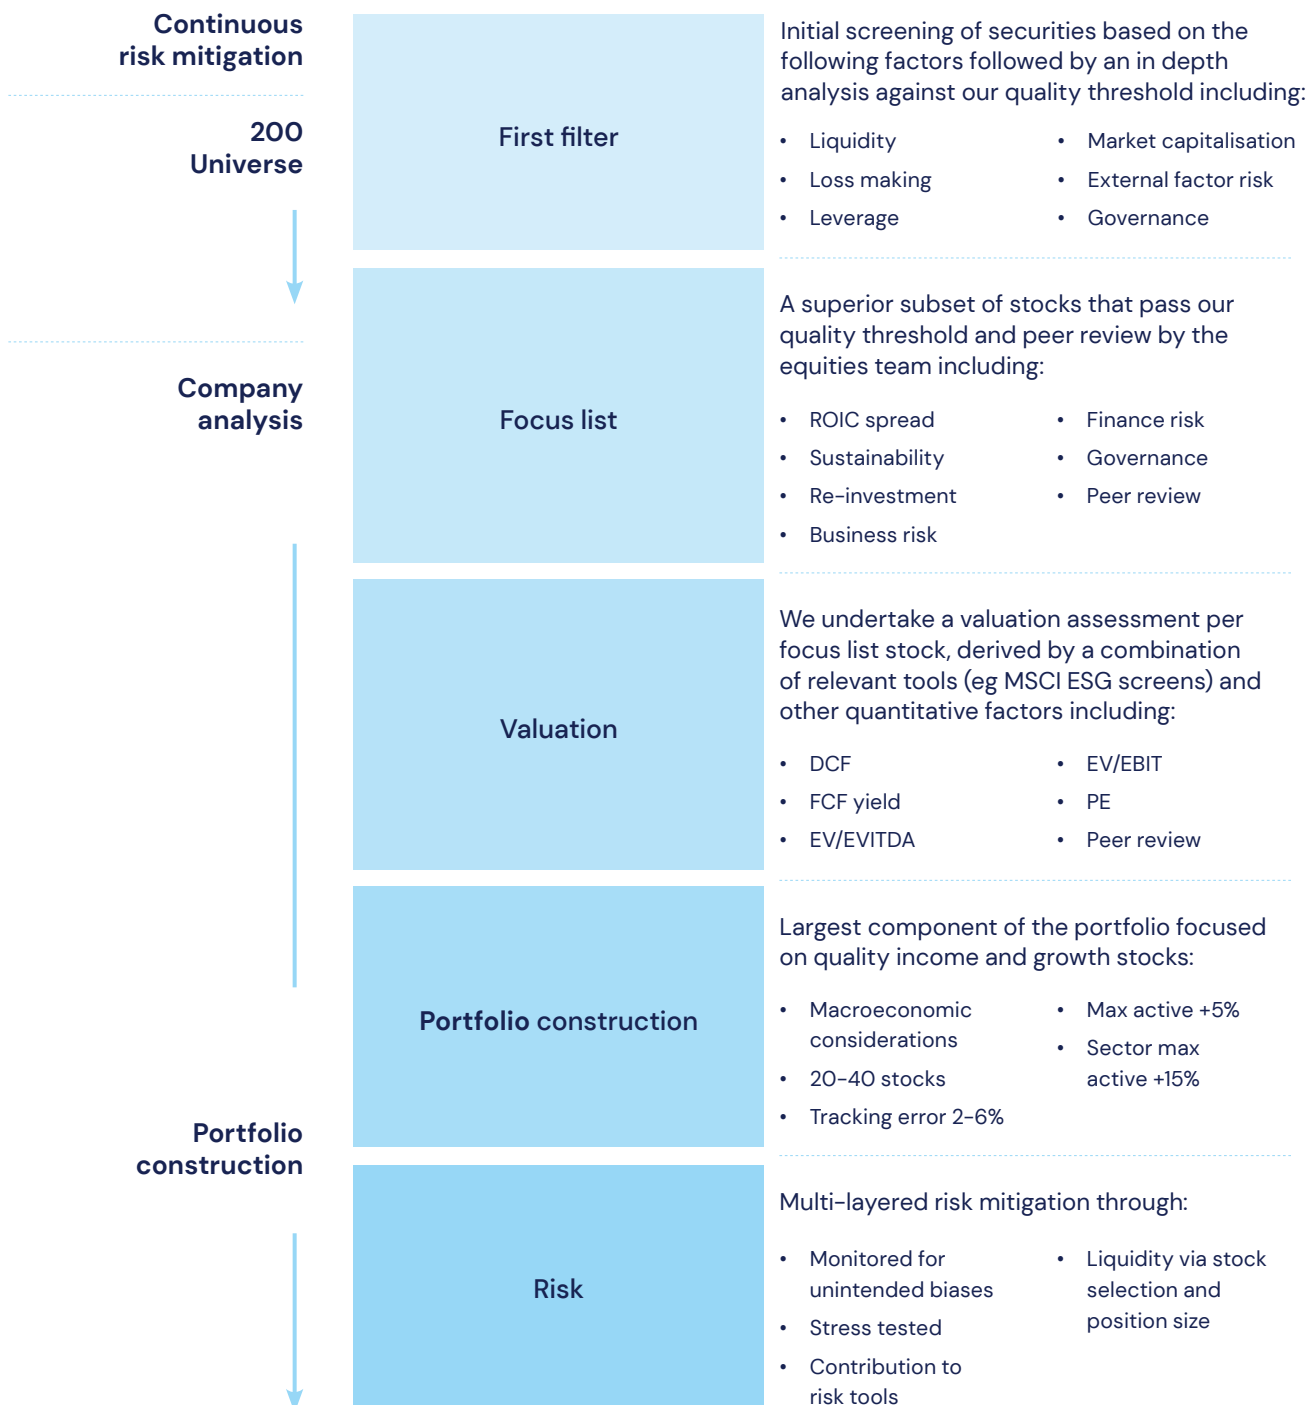 Continuous
risk mitigation
200
Universe
Company
analysis
Portfolio
construction
First filter
Initial screening of securities based on the
following factors followed by an in depth
analysis against our quality threshold including:
• Liquidity
• Loss making
• Leverage
• Market capitalisation
• External factor risk
• Governance
Focus list
A superior subset of stocks that pass our
quality threshold and peer review by the
equities team including:
• ROIC spread
• Sustainability
• Re-investment
• Business risk
• Finance risk
• Governance
• Peer review
Valuation
We undertake a valuation assessment per
focus list stock, derived by a combination
of relevant tools (eg MSCI ESG screens) and
other quantitative factors including:
• DCF
• FCF yield
• EV/EVITDA
• EV/EBIT
• PE
• Peer review
Portfolio construction
Largest component of the portfolio focused
on quality income and growth stocks:
• Macroeconomic
considerations
• 20-40 stocks
• Tracking error 2-6%
• Max active +5%
• Sector max
active +15%
Risk
Multi-layered risk mitigation through:
• Monitored for
unintended biases
• Stress tested
• Contribution to
risk tools
• Liquidity via stock
selection and
position size